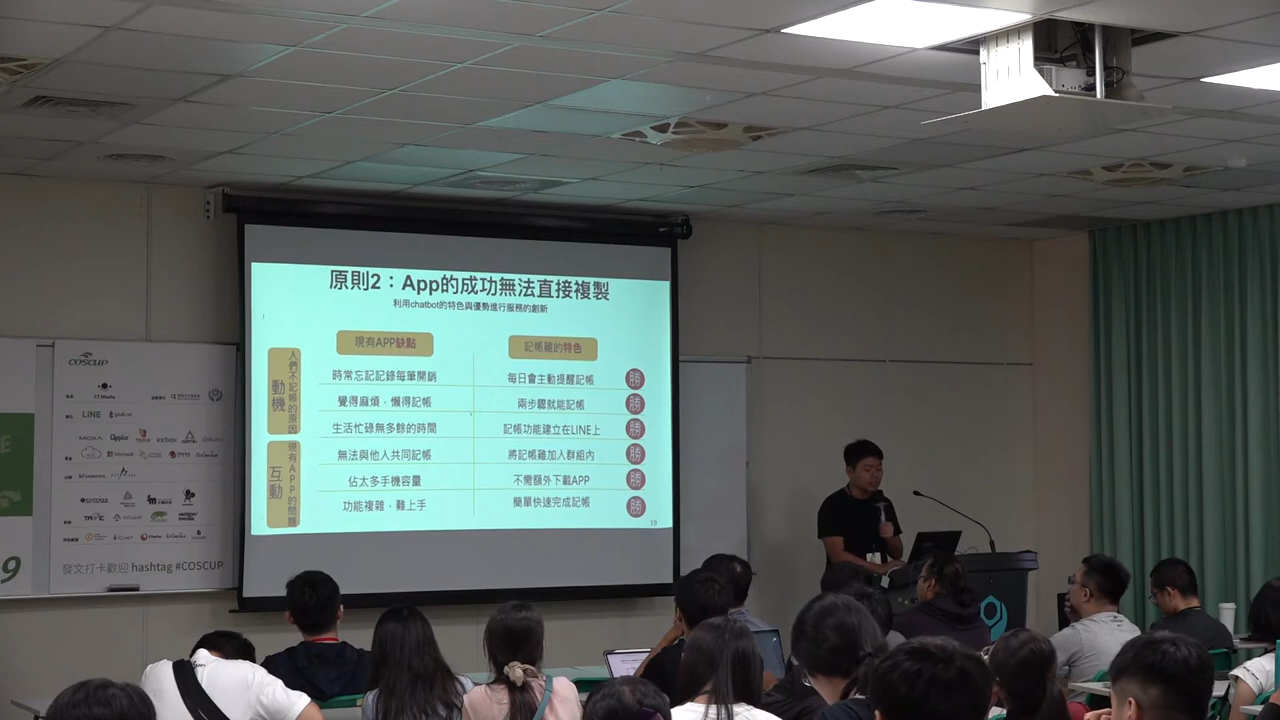 原則2：App的成功無法直接複製
利用chatbot的特色與優勢進行服務的創新
現有APP缺點
記帳雞的特色
動機
人們不記帳的原因
時常忘記記錄每筆開銷
每日會主動提醒記帳
勝
覺得麻煩，懶得記帳
兩步驟就能記帳
勝
生活忙碌無多餘的時間
記帳功能建立在LINE上
勝
互動
現有APP的問題
無法與他人共同記帳
將記帳雞加入群組內
勝
佔太多手機容量
不需額外下載APP
勝
功能複雜，難上手
簡單快速完成記帳
勝
19
COSCUP
17 Media
LINE
Appier
Microsoft
發文打卡歡迎 hashtag #COSCUP
E
9